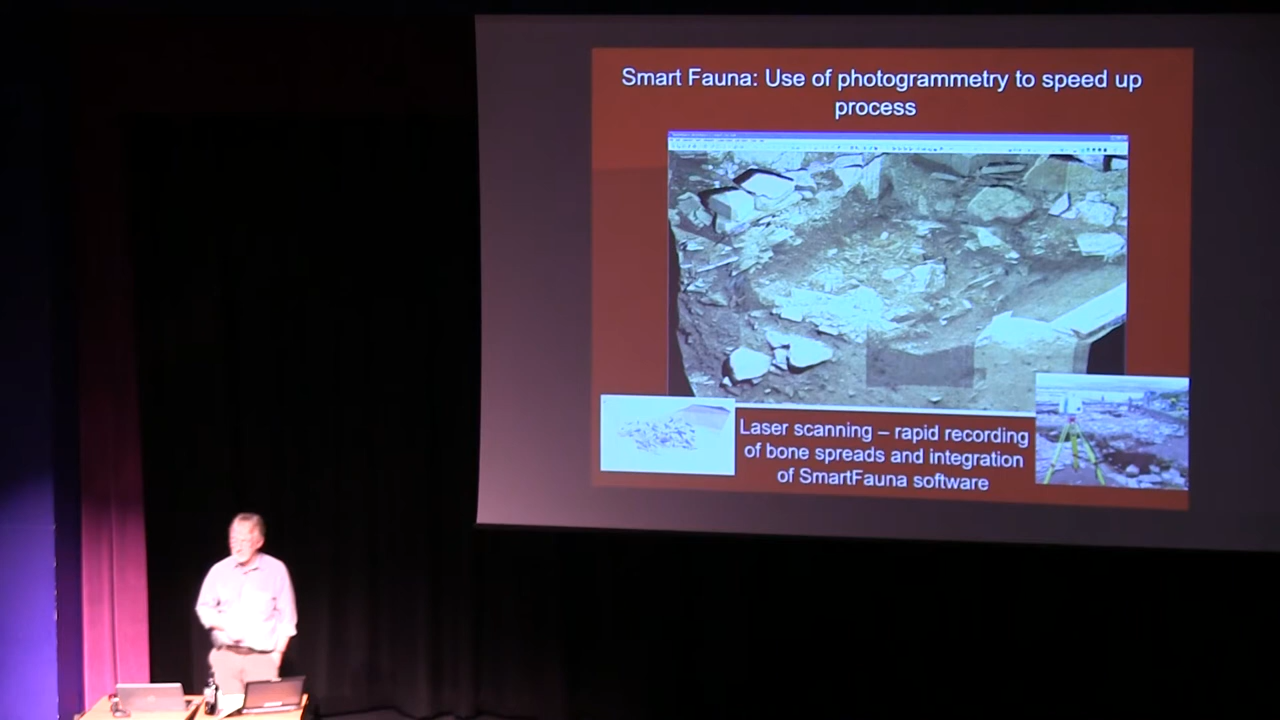 Smart Fauna: Use of photogrammetry to speed up
process
Laser scanning – rapid recording
of bone spreads and integration
of SmartFauna software